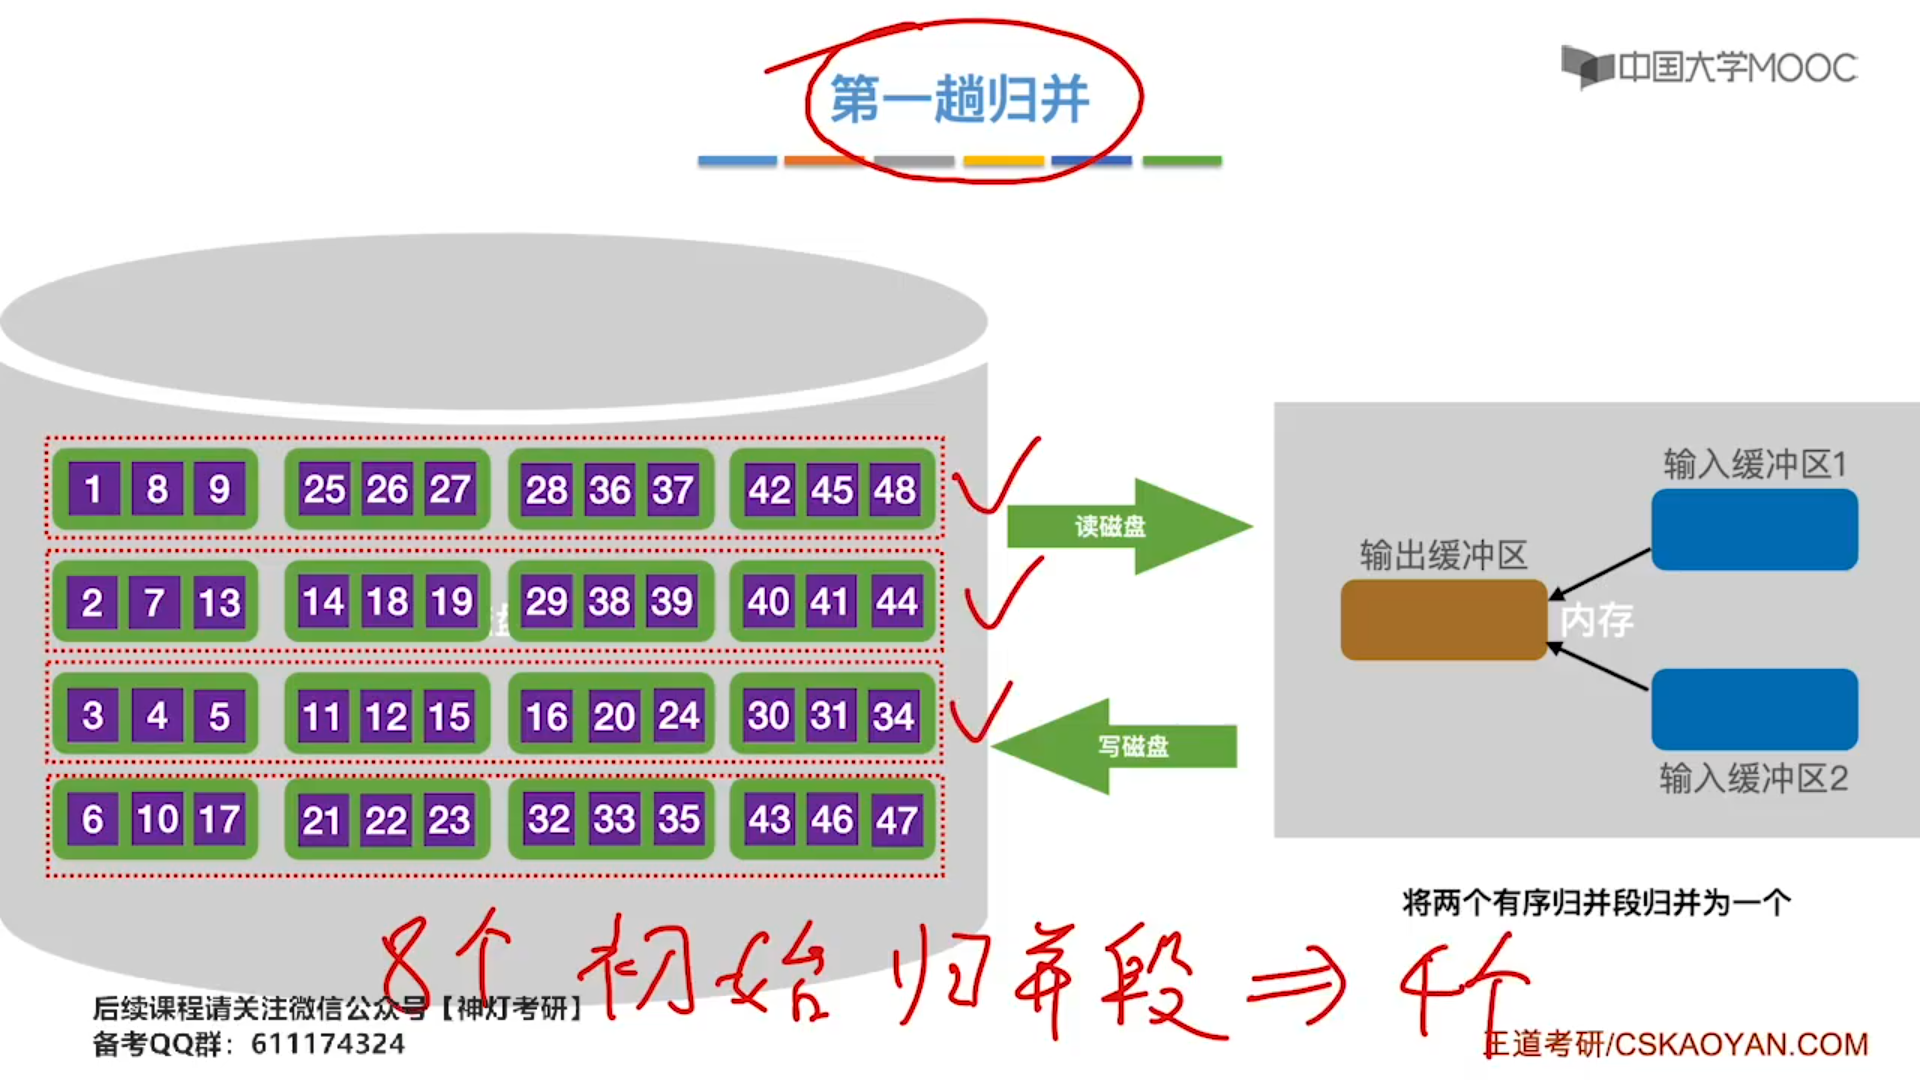 第一趟归并
中国大学MOOC
1 8 9 25 26 27 28 36 37 42 45 48
2 7 13 14 18 19 29 38 39 40 41 44
3 4 5 11 12 15 16 20 24 30 31 34
6 10 17 21 22 23 32 33 35 43 46 47
读磁盘
写磁盘
输入缓冲区1
输出缓冲区
内存
输入缓冲区2
将两个有序归并段归并为一个
8个 初始 归并段 ⇒ 4个
后续课程请关注微信公众号【神灯考研】
备考QQ群：611174324
王道考研/CSKAOYAN.COM